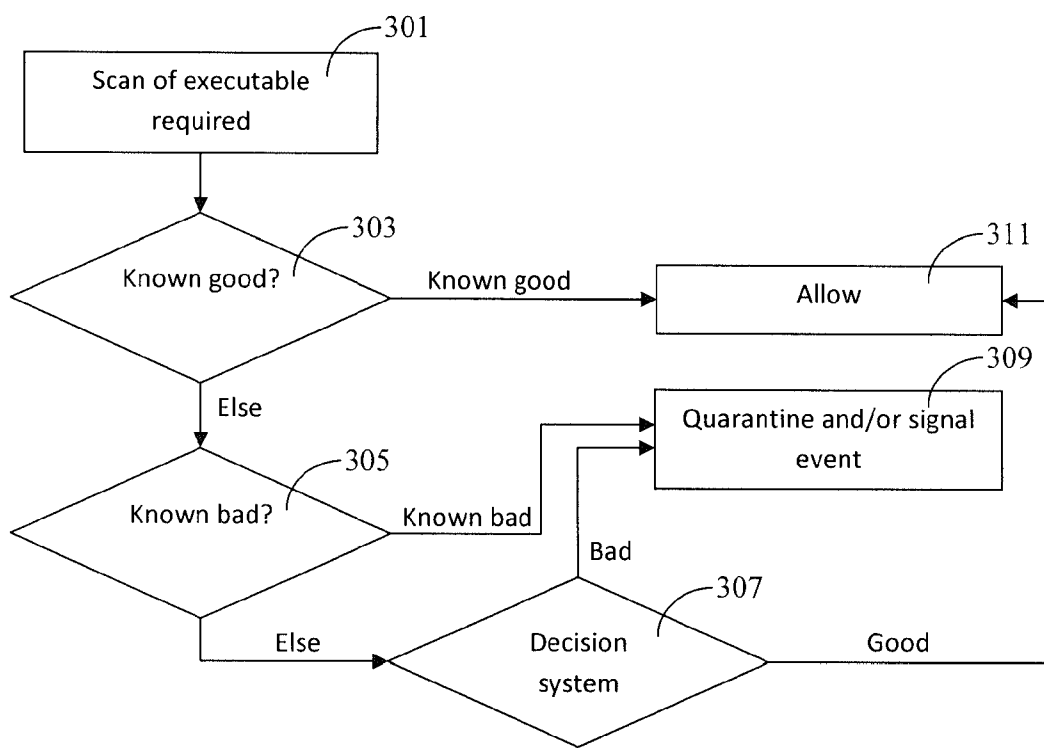 301
Scan of executable
required
303
Known good?
Known good
311
Allow
Else
309
Quarantine and/or signal
event
305
Known bad?
Known bad
Bad
307
Else
Decision
system
Good